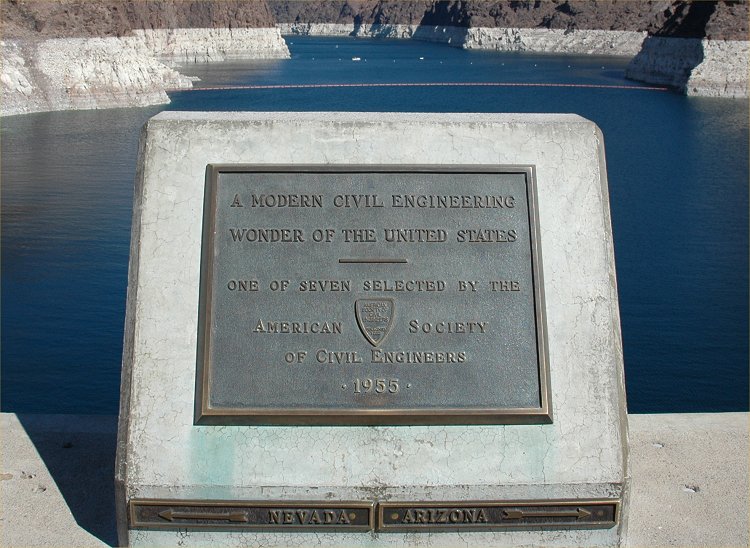 A MODERN CIVIL ENGINEERING
WONDER OF THE UNITED STATES
ONE OF SEVEN SELECTED BY THE
AMERICAN SOCIETY
OF CIVIL ENGINEERS
· 1955 ·
NEVADA
ARIZONA